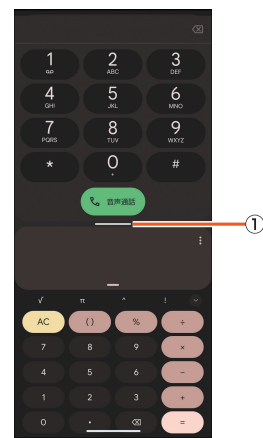 1 2 3
ABC DEF
4 5 6
GHI JKL MNO
7 8 9
PQRS TUV WXYZ
* 0 #
+
音声通話
①
√ π ^ !
AC ( ) % ÷
7 8 9 ×
4 5 6 −
1 2 3 +
0 · =